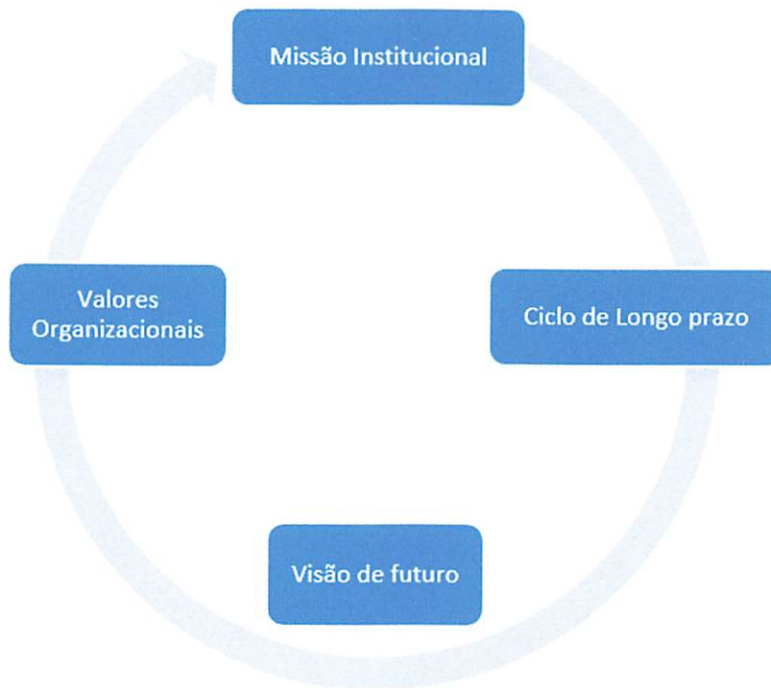 Missão Institucional
Valores
Organizacionais
Ciclo de Longo prazo
Visão de futuro